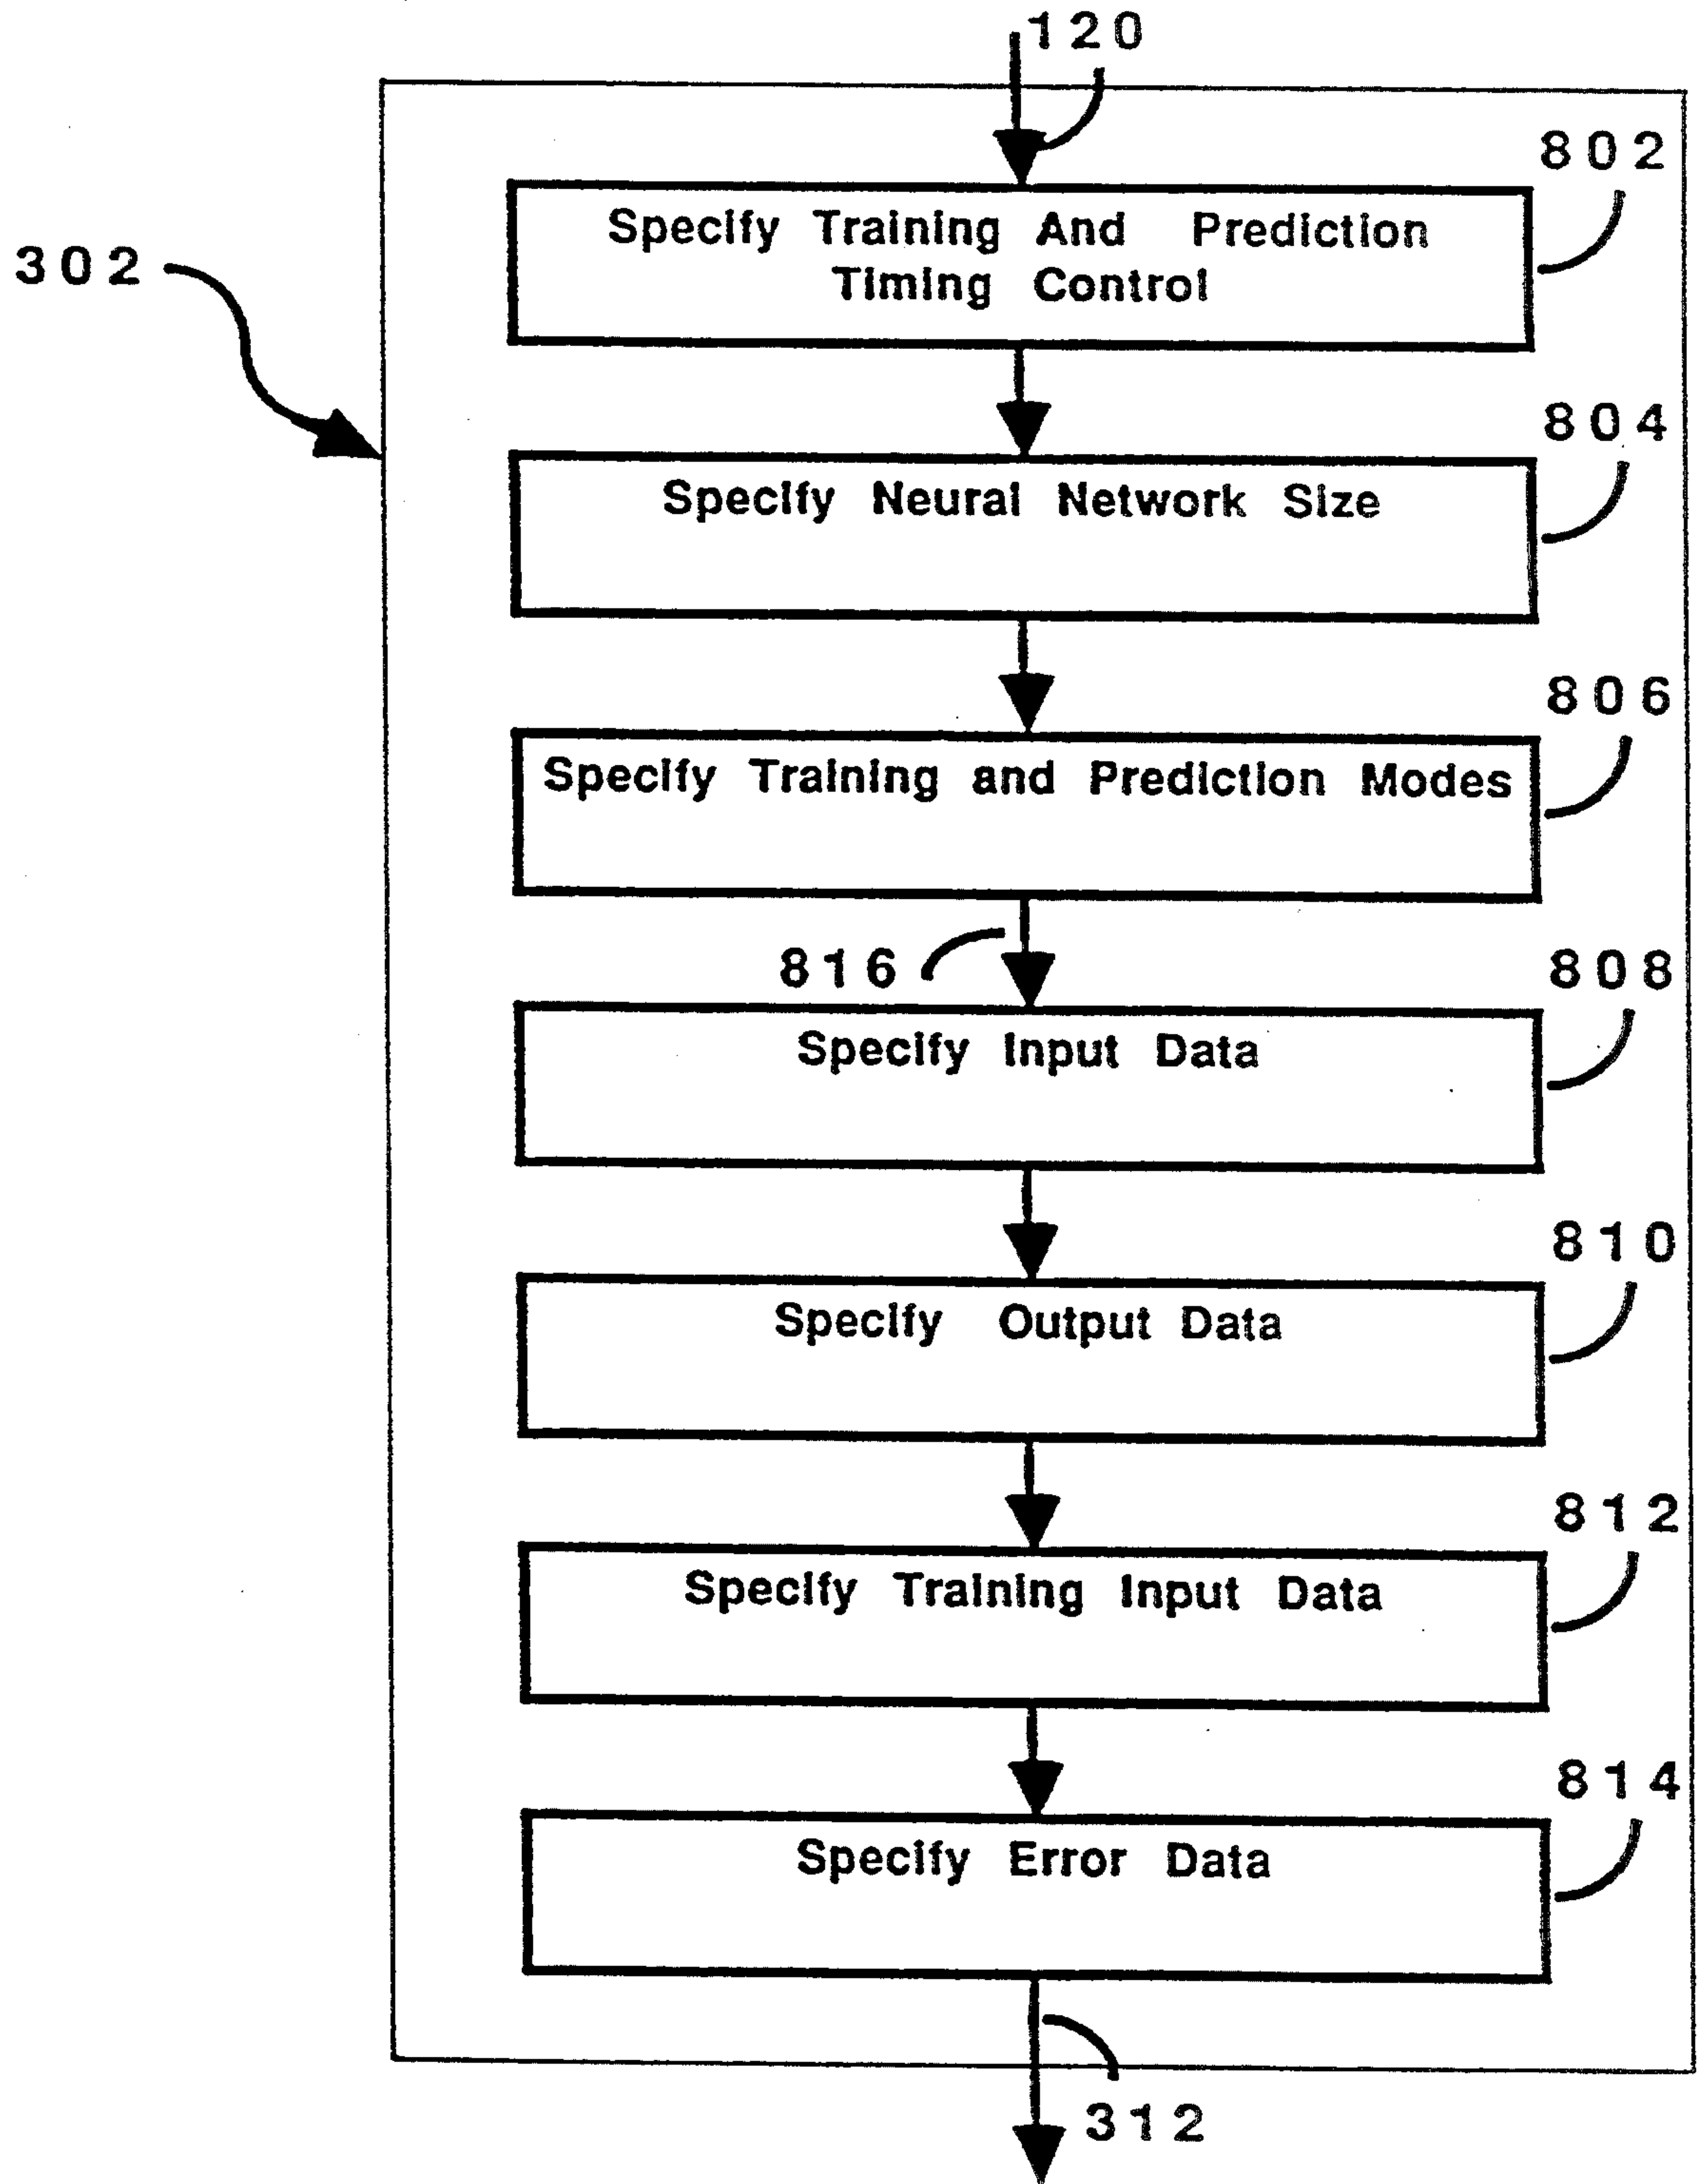 120
802
Specify Training And Prediction
Timing Control
302
804
Specify Neural Network Size
806
Specify Training and Prediction Modes
816
808
Specify Input Data
810
Specify Output Data
812
Specify Training Input Data
814
Specify Error Data
312